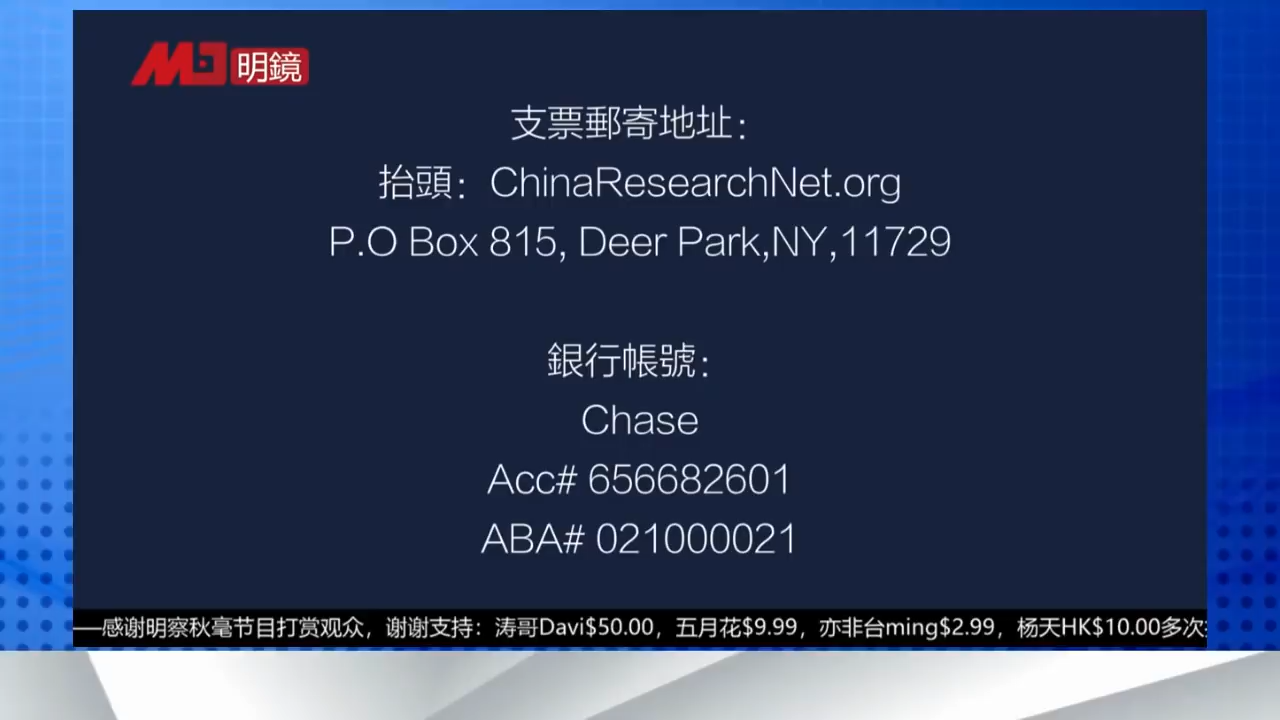 明鏡
支票郵寄地址：
抬頭：ChinaResearchNet.org
P.O Box 815, Deer Park,NY,11729
銀行帳號：
Chase
Acc# 656682601
ABA# 021000021
——感谢明察秋毫节目打赏观众，谢谢支持：涛哥Davi$50.00，五月花$9.99，亦非台ming$2.99，杨天HK$10.00多次